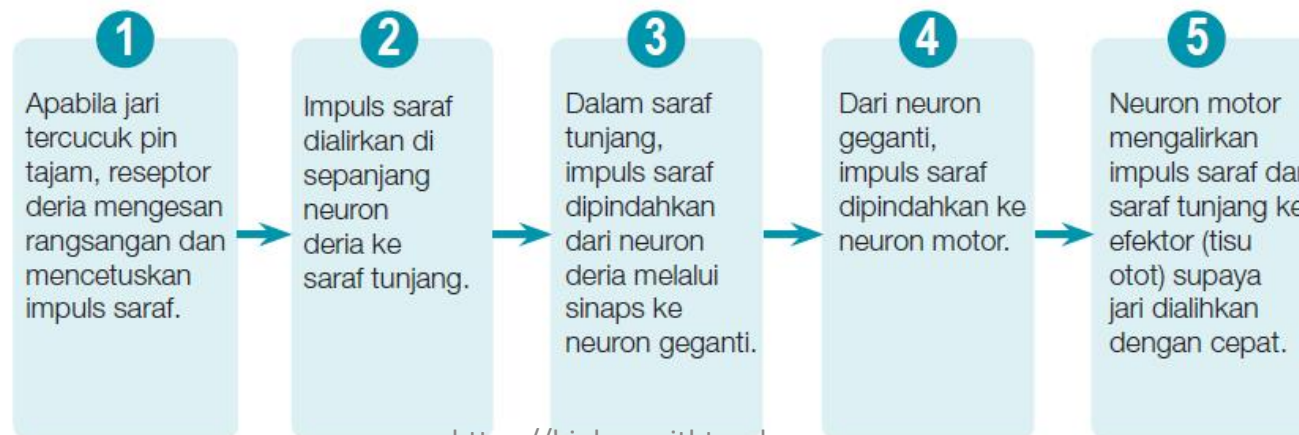 1
Apabila jari
tercucuk pin
tajam, reseptor
deria mengesan
rangsangan dan
mencetuskan
impuls saraf.
2
Impuls saraf
dialirkan di
sepanjang
neuron
deria ke
saraf tunjang.
3
Dalam saraf
tunjang,
impuls saraf
dipindahkan
dari neuron
deria melalui
sinaps ke
neuron geganti.
4
Dari neuron
geganti,
impuls saraf
dipindahkan ke
neuron motor.
5
Neuron motor
mengalirkan
impuls saraf
saraf tunjang
efektor (tisu
otot) supaya
jari dialihkan
dengan cepat.